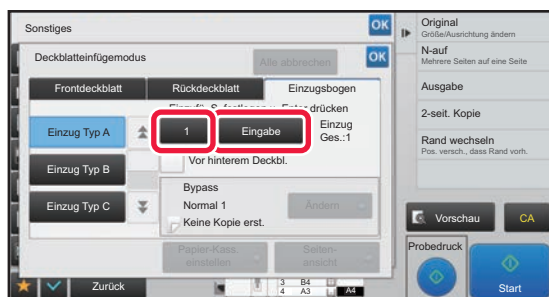 Sonstiges
OK
Deckblatteinfügemodus
Alle abbrechen
OK
Frontdeckblatt
Rückdeckblatt
Einzugsbogen
Enter drücken
Einzug Typ A
1
Eingabe
Einzug
Ges.:1
Vor hinterem Deckbl.
Einzug Typ B
Bypass
Normal 1
Ändern
Einzug Typ C
Keine Kopie erst.
Papier-Kass.
einstellen
Seiten-
ansicht
Zurück
3 B4
4 A3
A4
Original
Größe/Ausrichtung ändern
N-auf
Mehrere Seiten auf eine Seite
Ausgabe
2-seit. Kopie
Rand wechseln
Pos. versch., dass Rand vorh.
Vorschau
CA
Probedruck
Start